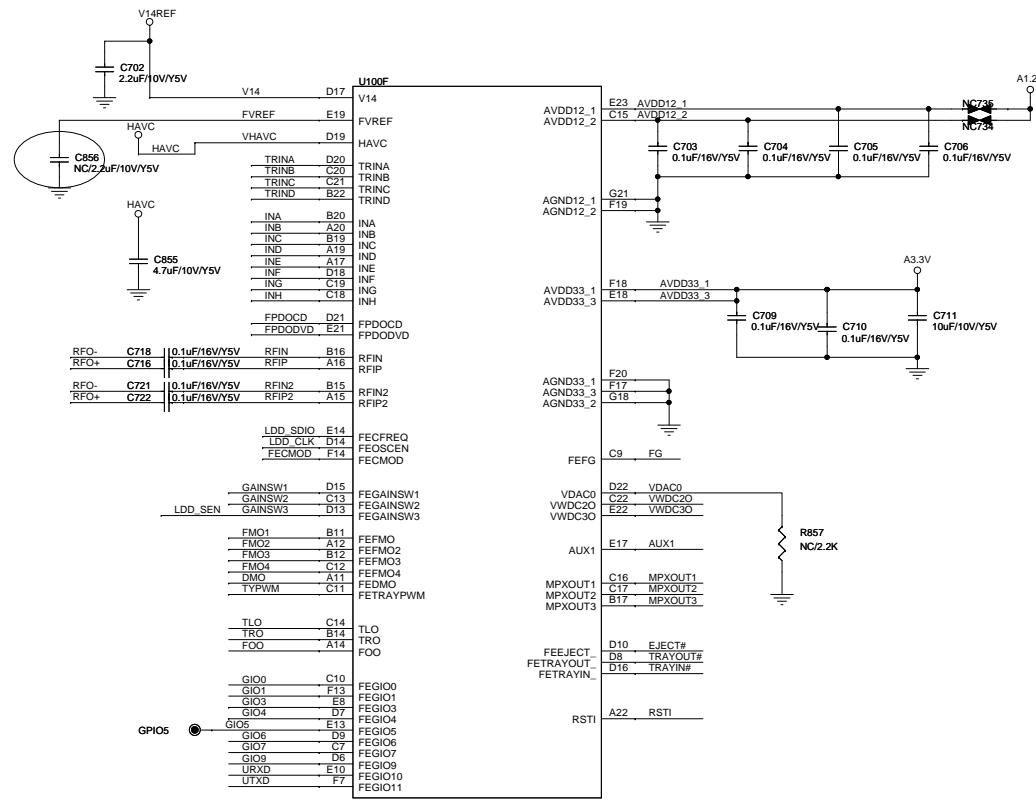 V14REF
C702
2.2uF/10V/Y5V
U100F
V14 D17 V14
FVREF E19 FVREF
HAVC
HAVC VHAVC D19 HAVC
C856
NC/2.2uF/10V/Y5V
TRINA D20 TRINA
TRINB C20 TRINB
TRINC C21 TRINC
TRIND B22 TRIND
HAVC
C855
4.7uF/10V/Y5V
INA B20 INA
INB A20 INB
INC B19 INC
IND A19 IND
INE A17 INE
INF D18 INF
ING C19 ING
INH C18 INH
FPDOCD D21 FPDOCD
FPDODVD E21 FPDODVD
RFO- C718 0.1uF/16V/Y5V RFIN B16 RFIN
RFO+ C716 0.1uF/16V/Y5V RFIP A16 RFIP
RFO- C721 0.1uF/16V/Y5V RFIN2 B15 RFIN2
RFO+ C722 0.1uF/16V/Y5V RFIP2 A15 RFIP2
LDD_SDIO E14 FECFREQ
LDD_CLK D14 FEOSCEN
FECMOD F14 FECMOD
GAINSW1 D15 FEGAINSW1
GAINSW2 C13 FEGAINSW2
LDD_SEN GAINSW3 D13 FEGAINSW3
FMO1 B11 FEFMO
FMO2 A12 FEFMO2
FMO3 B12 FEFMO3
FMO4 C12 FEFMO4
DMO A11 FEDMO
TYPWM C11 FETRAYPWM
TLO C14 TLO
TRO B14 TRO
FOO A14 FOO
GIO0 C10 FEGIO0
GIO1 F13 FEGIO1
GIO3 E8 FEGIO3
GIO4 D7 FEGIO4
GPIO5 GIO5 E13 FEGIO5
GIO6 D9 FEGIO6
GIO7 C7 FEGIO7
GIO9 D6 FEGIO9
URXD E10 FEGIO10
UTXD F7 FEGIO11
A1.2
AVDD12_1 E23 AVDD12_1 NC735
AVDD12_2 C15 AVDD12_2 NC734
C703
0.1uF/16V/Y5V
C704
0.1uF/16V/Y5V
C705
0.1uF/16V/Y5V
C706
0.1uF/16V/Y5V
AGND12_1 G21
AGND12_2 F19
A3.3V
AVDD33_1 F18 AVDD33_1
AVDD33_3 E18 AVDD33_3
C709
0.1uF/16V/Y5V
C710
0.1uF/16V/Y5V
C711
10uF/10V/Y5V
AGND33_1 F20
AGND33_3 F17
AGND33_2 G18
FEFG C9 FG
VDAC0 D22 VDAC0
VWDC2O C22 VWDC2O
VWDC3O E22 VWDC3O
R857
NC/2.2K
AUX1 E17 AUX1
MPXOUT1 C16 MPXOUT1
MPXOUT2 C17 MPXOUT2
MPXOUT3 B17 MPXOUT3
FEEJECT_ D10 EJECT#
FETRAYOUT_ D8 TRAYOUT#
FETRAYIN_ D16 TRAYIN#
RSTI A22 RSTI